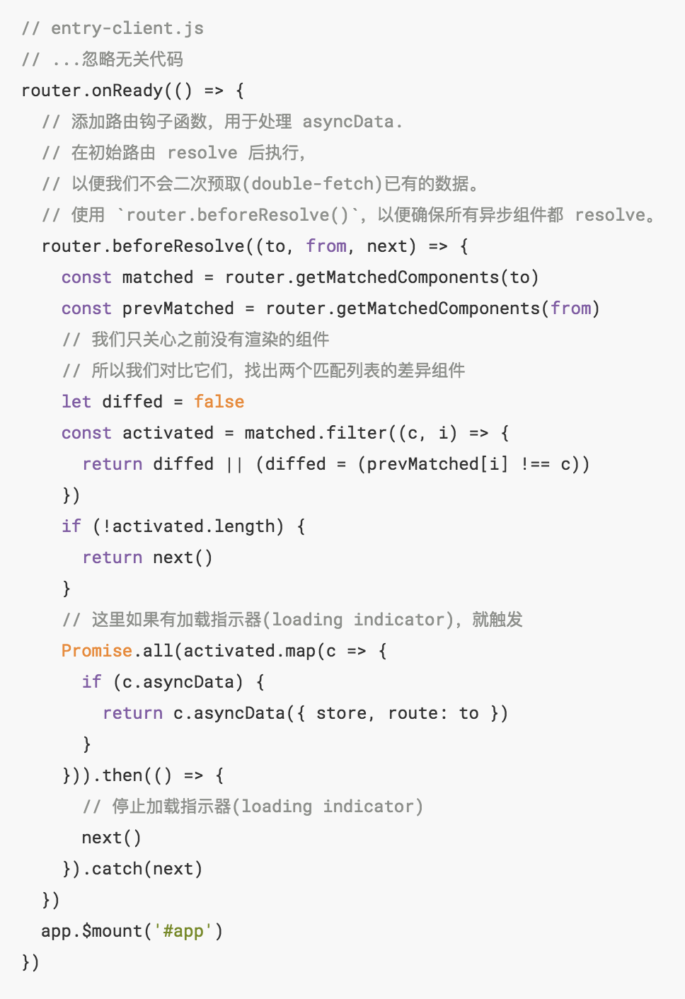 // entry-client.js
// ...忽略无关代码
router.onReady(() => {
  // 添加路由钩子函数，用于处理 asyncData.
  // 在初始路由 resolve 后执行，
  // 以便我们不会二次预取(double-fetch)已有的数据。
  // 使用 `router.beforeResolve()`，以便确保所有异步组件都 resolve。
  router.beforeResolve((to, from, next) => {
    const matched = router.getMatchedComponents(to)
    const prevMatched = router.getMatchedComponents(from)
    // 我们只关心之前没有渲染的组件
    // 所以我们对比它们，找出两个匹配列表的差异组件
    let diffed = false
    const activated = matched.filter((c, i) => {
      return diffed || (diffed = (prevMatched[i] !== c))
    })
    if (!activated.length) {
      return next()
    }
    // 这里如果有加载指示器(loading indicator)，就触发
    Promise.all(activated.map(c => {
      if (c.asyncData) {
        return c.asyncData({ store, route: to })
      }
    })).then(() => {
      // 停止加载指示器(loading indicator)
      next()
    }).catch(next)
  })
  app.$mount('#app')
})